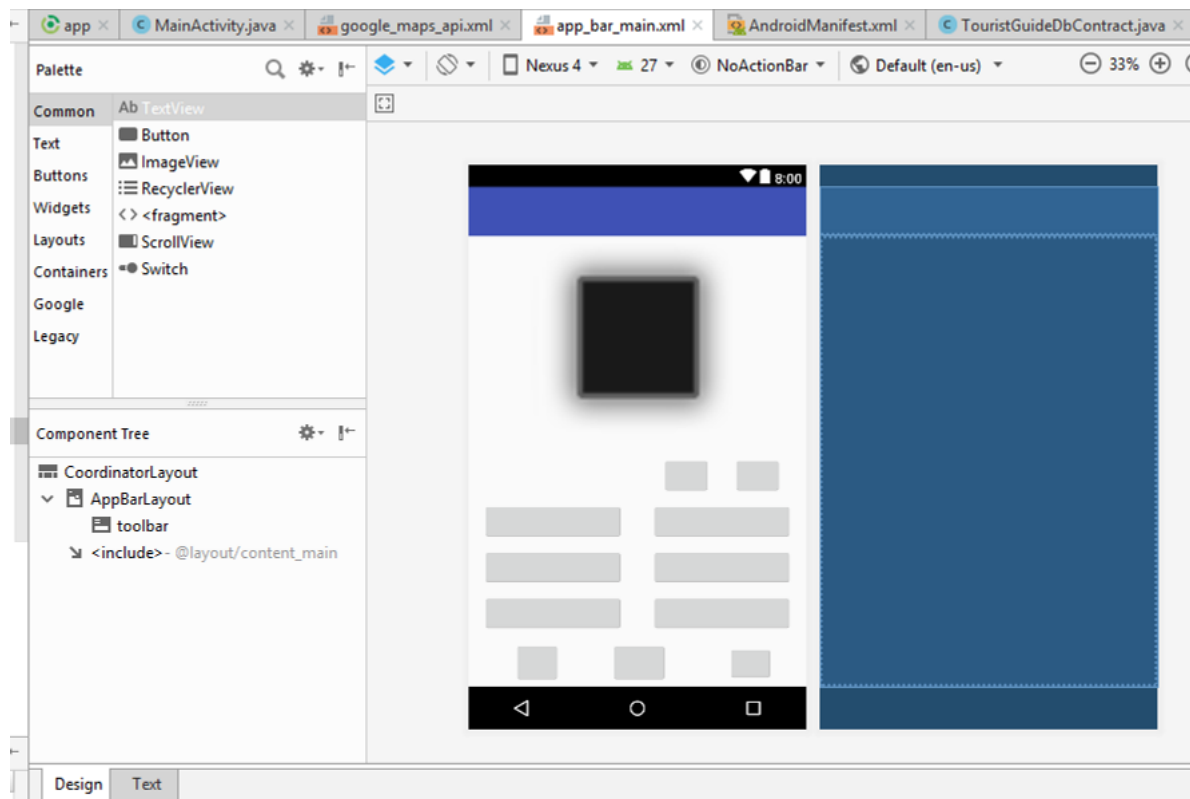 app MainActivity.java google_maps_api.xml app_bar_main.xml AndroidManifest.xml TouristGuideDbContract.java
Palette
Nexus 4 27 NoActionBar Default (en-us) 33%
Common
Text
Buttons
Widgets
Layouts
Containers
Google
Legacy
Ab TextView
Button
ImageView
RecyclerView
<fragment>
ScrollView
Switch
8:00
Component Tree
CoordinatorLayout
AppBarLayout
toolbar
<include> - @layout/content_main
Design Text